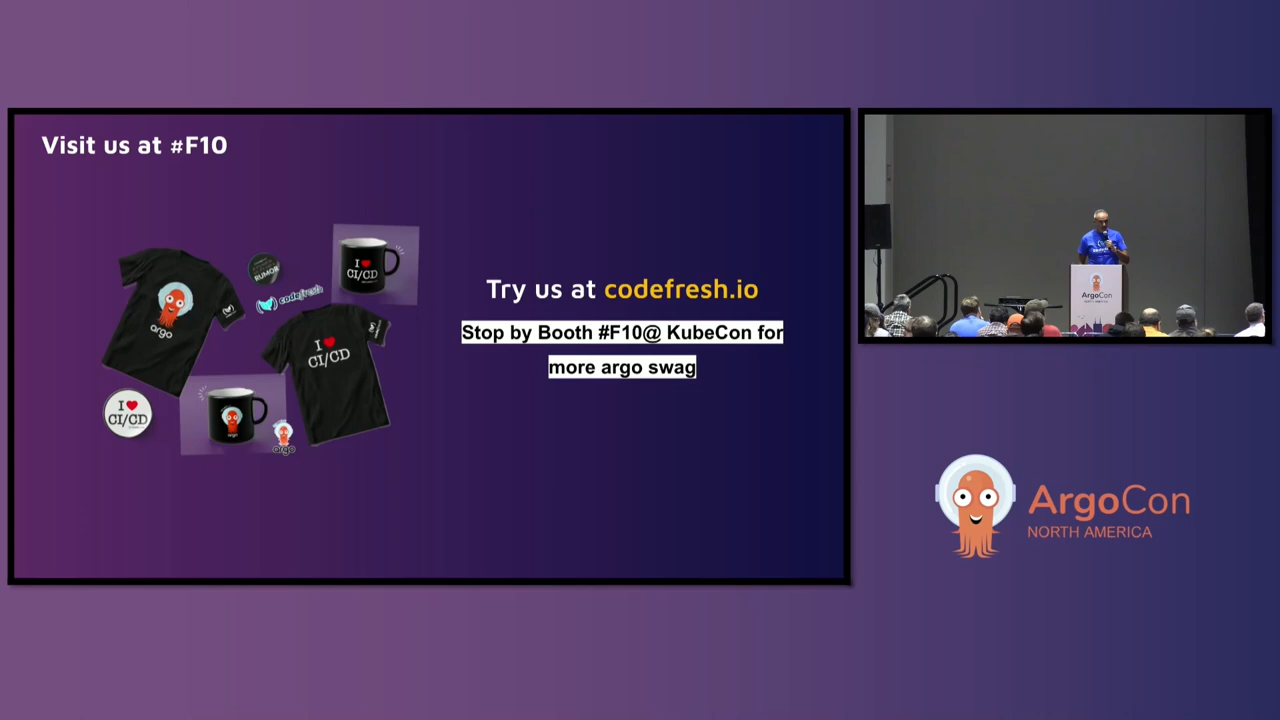 Visit us at #F10
RUMOR
codefresh
I ❤ CI/CD
argo
I ❤
CI/CD
I ❤
CI/CD
argo
argo
Try us at codefresh.io
Stop by Booth #F10@ KubeCon for
more argo swag
ArgoCon
ArgoCon
NORTH AMERICA